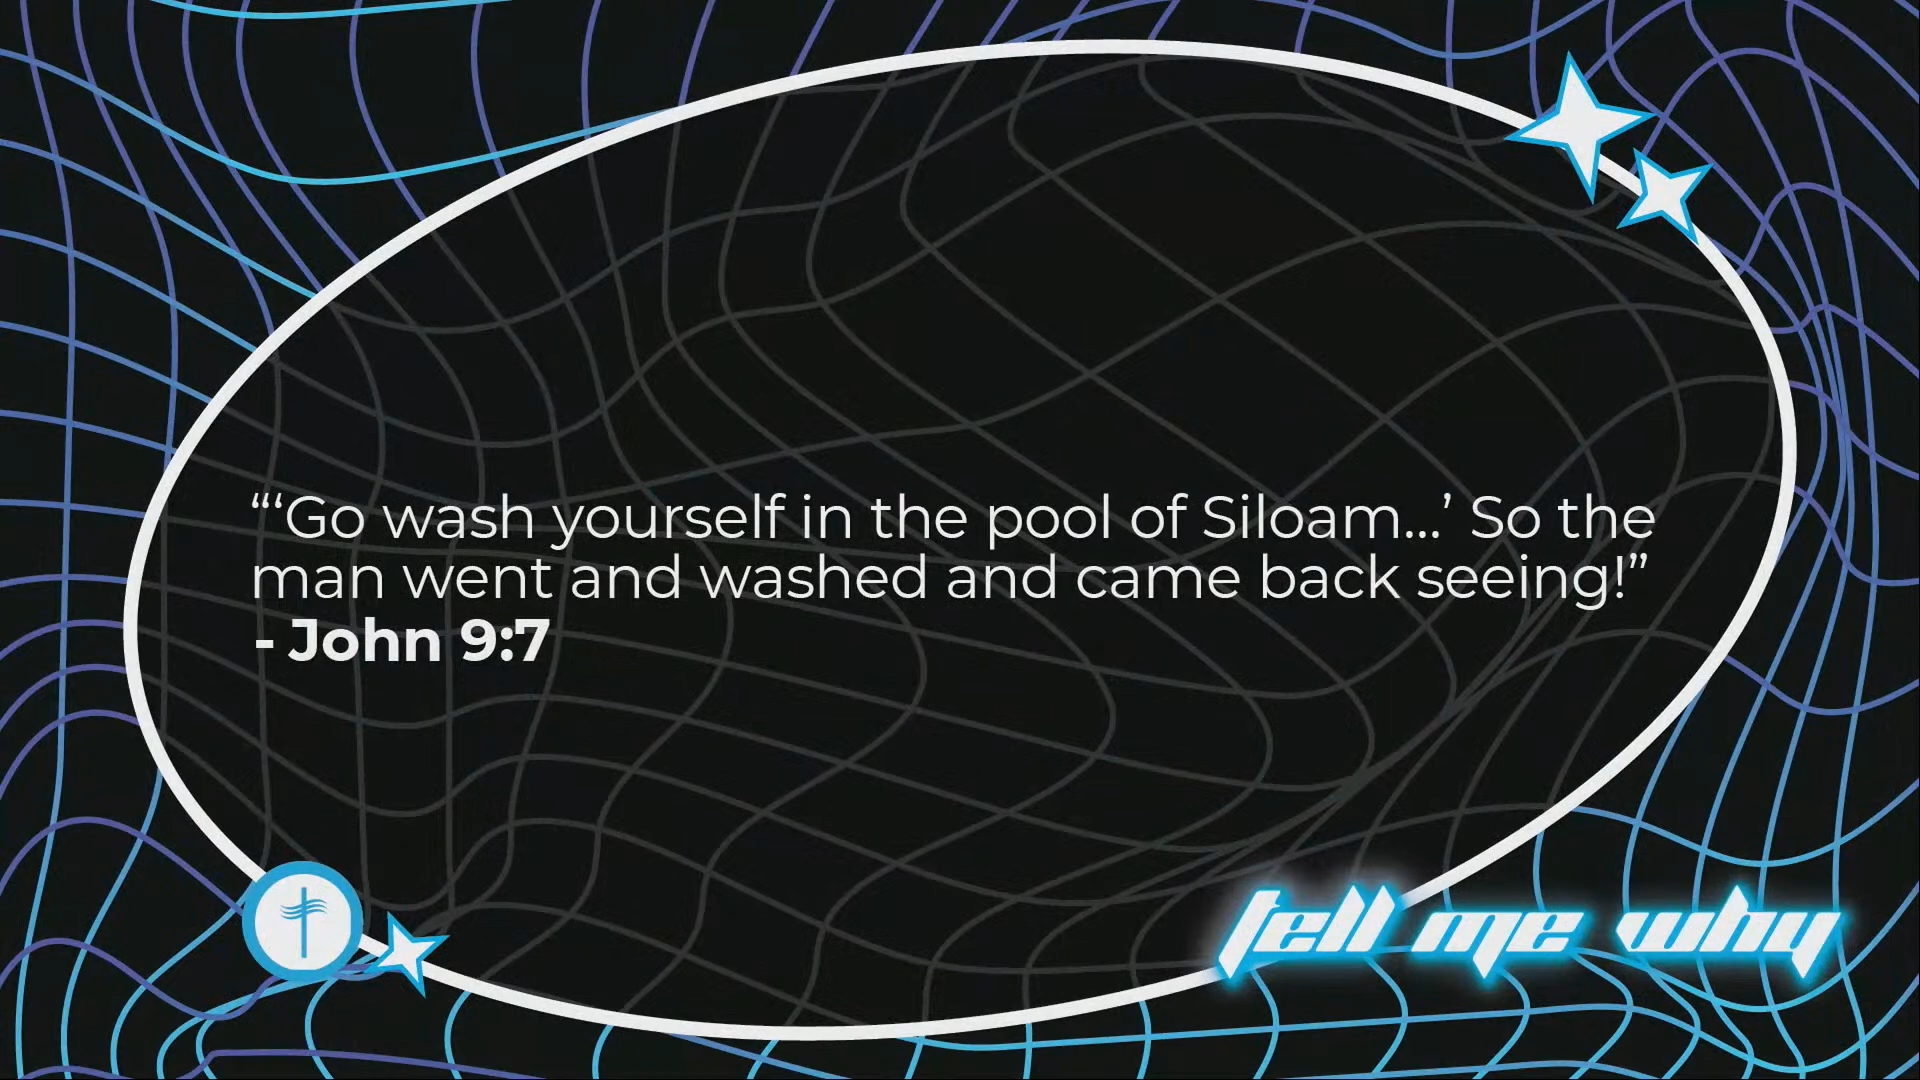 “‘Go wash yourself in the pool of Siloam...’ So the
man went and washed and came back seeing!”
- John 9:7
tell me why